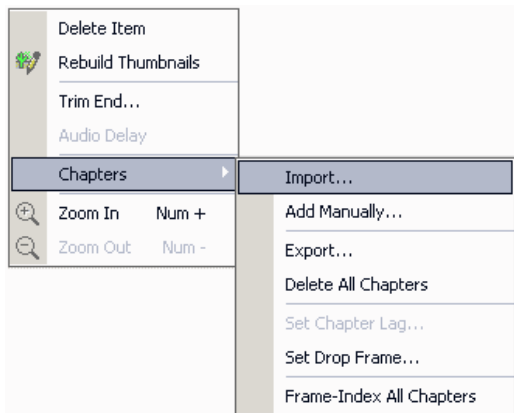 Delete Item
Rebuild Thumbnails
Trim End...
Audio Delay
Chapters
Zoom In Num +
Zoom Out Num -
Import...
Add Manually...
Export...
Delete All Chapters
Set Chapter Lag...
Set Drop Frame...
Frame-Index All Chapters